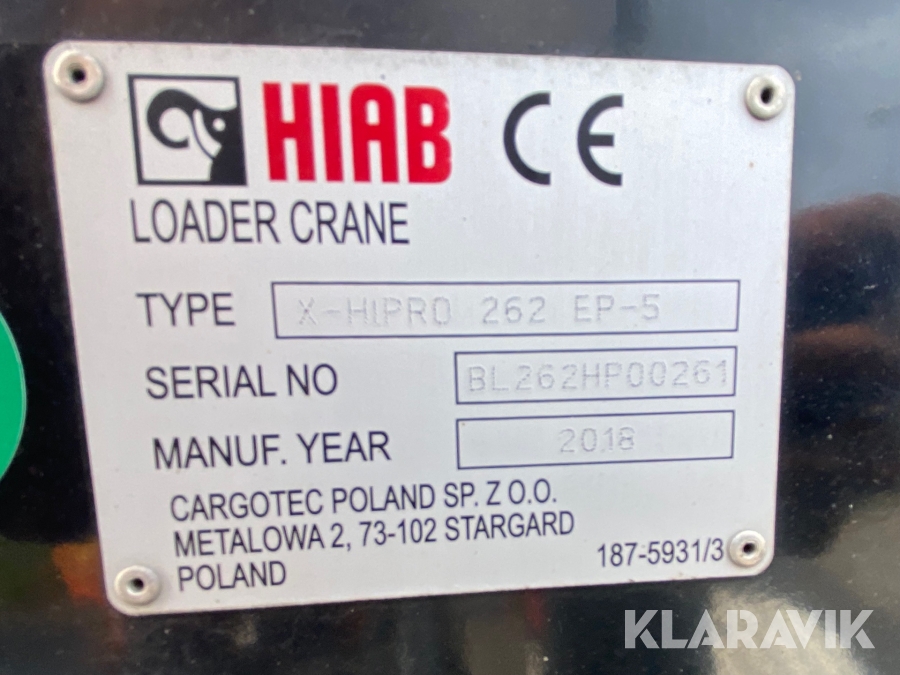 HIAB CE
LOADER CRANE
TYPE X-HIPRO 262 EP-5
SERIAL NO BL262HP00261
MANUF. YEAR 2018
CARGOTEC POLAND SP. Z O.O.
METALOWA 2, 73-102 STARGARD
POLAND
187-5931/3
KLARAVIK